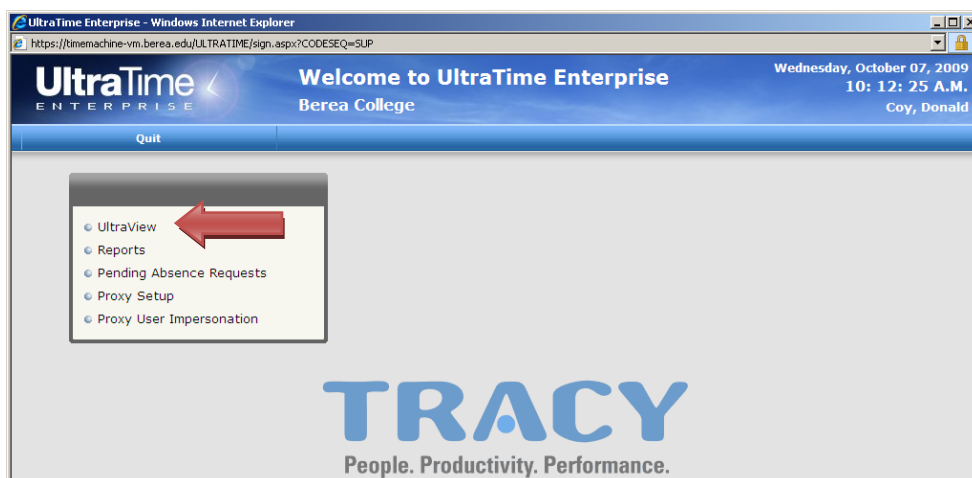 UltraTime Enterprise - Windows Internet Explorer
https://timemachine-vm.berea.edu/ULTRATIME/sign.aspx?CODESEQ=SUP
UltraTime
ENTERPRISE
Welcome to UltraTime Enterprise
Berea College
Wednesday, October 07, 2009
10: 12: 25 A.M.
Coy, Donald
Quit
UltraView
Reports
Pending Absence Requests
Proxy Setup
Proxy User Impersonation
TRACY
People. Productivity. Performance.